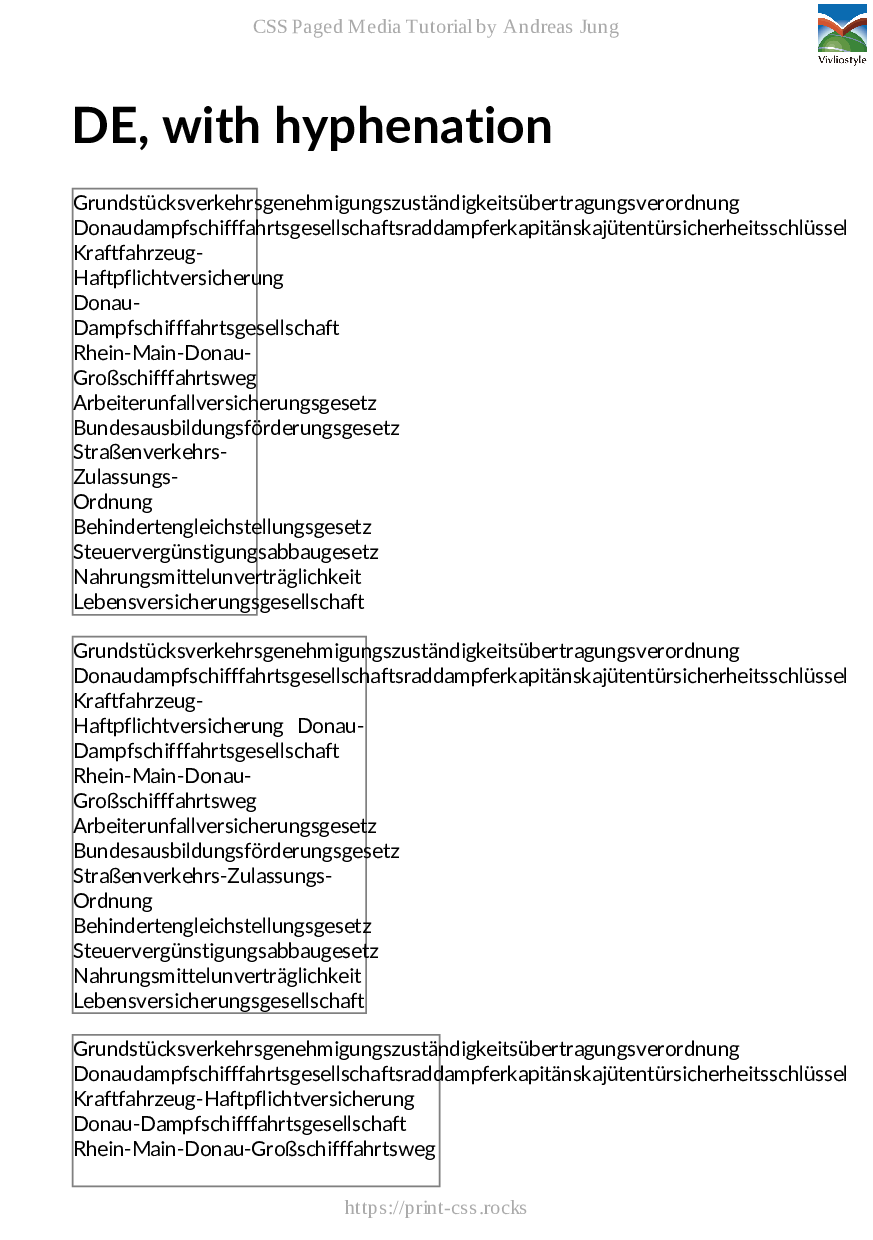 CSS Paged Media Tutorial by Andreas Jung
Vivliostyle
DE, with hyphenation
Grundstücksverkehrsgenehmigungszuständigkeitsübertragungsverordnung
Donaudampfschifffahrtsgesellschaftsraddampferkapitänskajütentürsicherheitsschlüssel
Kraftfahrzeug-
Haftpflichtversicherung
Donau-
Dampfschifffahrtsgesellschaft
Rhein-Main-Donau-
Großschifffahrtsweg
Arbeiterunfallversicherungsgesetz
Bundesausbildungsförderungsgesetz
Straßenverkehrs-
Zulassungs-
Ordnung
Behindertengleichstellungsgesetz
Steuervergünstigungsabbaugesetz
Nahrungsmittelunverträglichkeit
Lebensversicherungsgesellschaft
Grundstücksverkehrsgenehmigungszuständigkeitsübertragungsverordnung
Donaudampfschifffahrtsgesellschaftsraddampferkapitänskajütentürsicherheitsschlüssel
Kraftfahrzeug-
Haftpflichtversicherung Donau-
Dampfschifffahrtsgesellschaft
Rhein-Main-Donau-
Großschifffahrtsweg
Arbeiterunfallversicherungsgesetz
Bundesausbildungsförderungsgesetz
Straßenverkehrs-Zulassungs-
Ordnung
Behindertengleichstellungsgesetz
Steuervergünstigungsabbaugesetz
Nahrungsmittelunverträglichkeit
Lebensversicherungsgesellschaft
Grundstücksverkehrsgenehmigungszuständigkeitsübertragungsverordnung
Donaudampfschifffahrtsgesellschaftsraddampferkapitänskajütentürsicherheitsschlüssel
Kraftfahrzeug-Haftpflichtversicherung
Donau-Dampfschifffahrtsgesellschaft
Rhein-Main-Donau-Großschifffahrtsweg
https://print-css.rocks